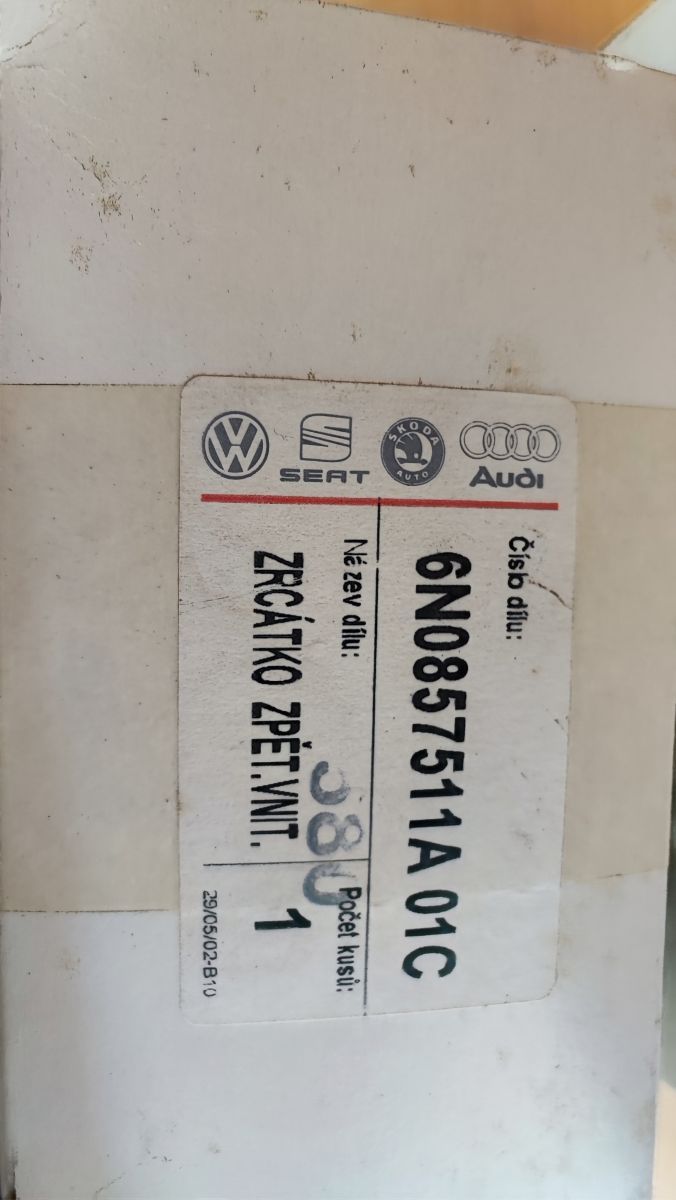 SEAT
ŠKODA
AUTO
Audi
Číslo dílu:
6N0857511A 01C
Název dílu:
ZRCÁTKO ZPĚT.VNIT.
Počet kusů:
1
29/05/02-B10